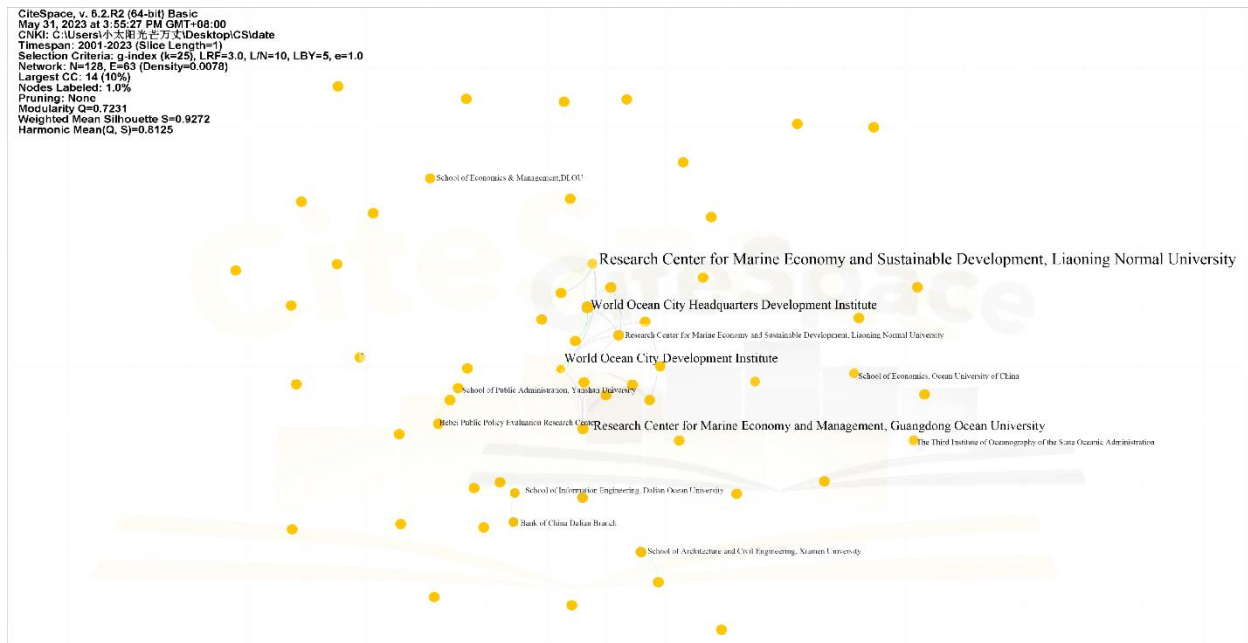 CiteSpace, v. 6.2.R2 (64-bit) Basic
May 31, 2023 at 3:55:27 PM GMT+08:00
CNKI: C:\Users\小太阳光芒万丈\Desktop\CS\date
Timespan: 2001-2023 (Slice Length=1)
Selection Criteria: g-index (k=25), LRF=3.0, L/N=10, LBY=5, e=1.0
Network: N=128, E=63 (Density=0.0078)
Largest CC: 14 (10%)
Nodes Labeled: 1.0%
Pruning: None
Modularity Q=0.7231
Weighted Mean Silhouette S=0.9272
Harmonic Mean(Q, S)=0.8125
School of Economics & Management,DLOU
CiteSpace
CiteSpace
Research Center for Marine Economy and Sustainable Development, Liaoning Normal University
World Ocean City Headquarters Development Institute
Research Center for Marine Economy and Sustainable Development, Liaoning Normal University
World Ocean City Development Institute
School of Economics, Ocean University of China
School of Public Administration, Yanshan University
Hebei Public Policy Evaluation Research Center
Research Center for Marine Economy and Management, Guangdong Ocean University
The Third Institute of Oceanography of the State Oceanic Administration
School of Information Engineering, Dalian Ocean University
Bank of China Dalian Branch
School of Architecture and Civil Engineering, Xiamen University